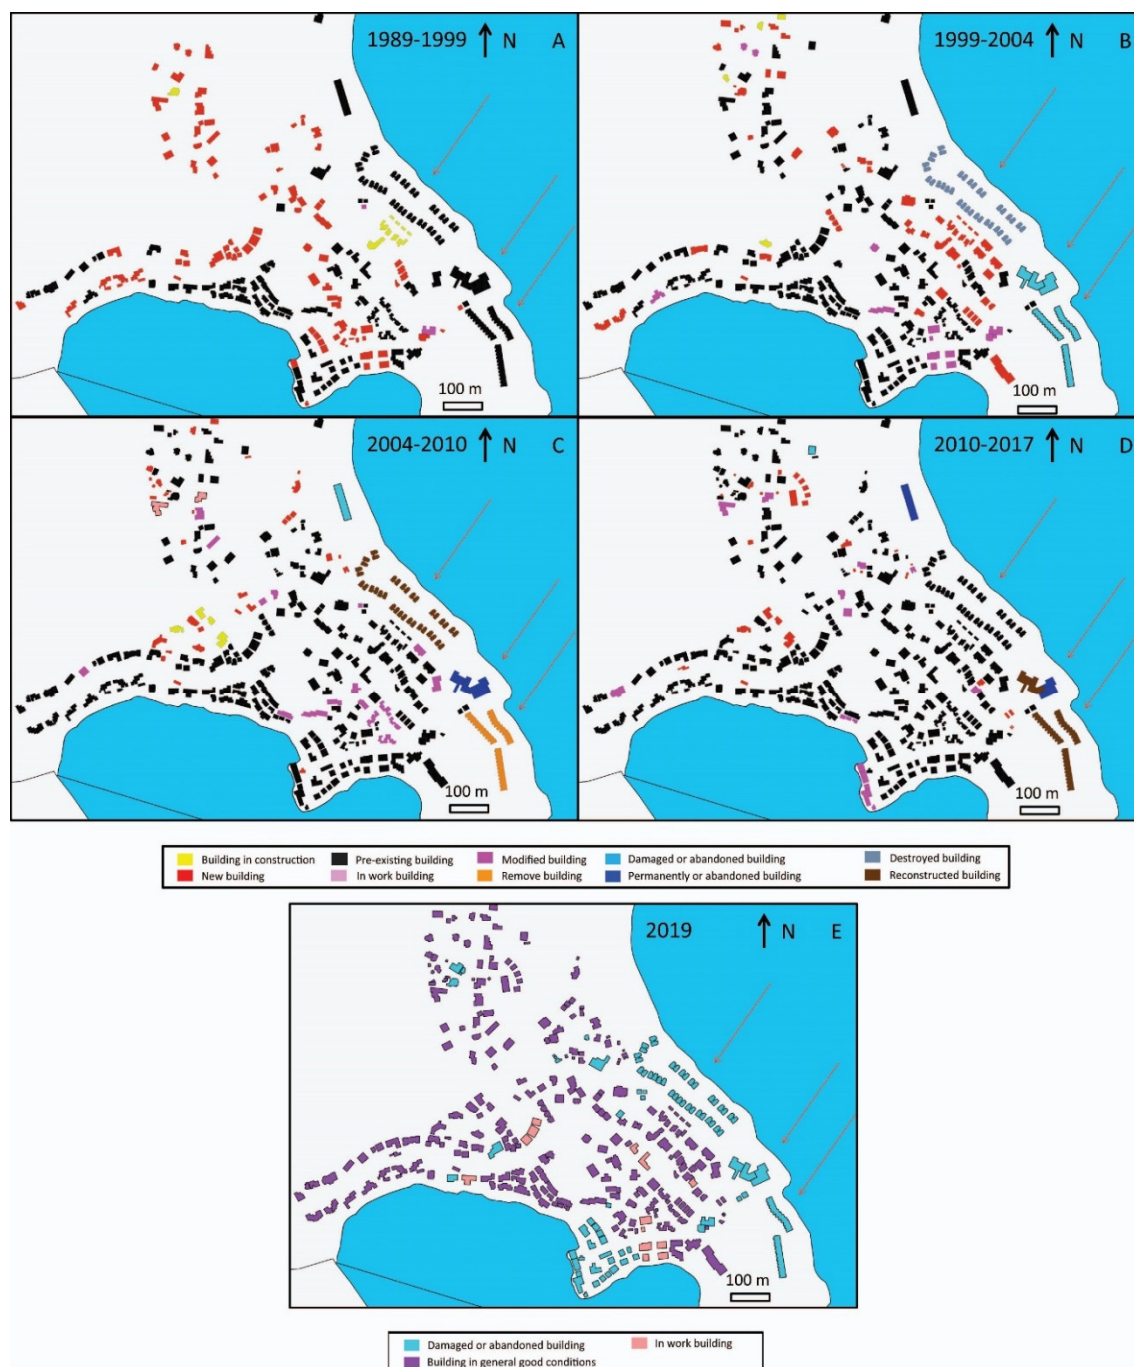 1989-1999 N A
100 m
1999-2004 N B
100 m
2004-2010 N C
100 m
2010-2017 N D
100 m
Building in construction Pre-existing building Modified building Damaged or abandoned building Destroyed building
New building In work building Remove building Permanently or abandoned building Reconstructed building
2019 N E
100 m
Damaged or abandoned building In work building
Building in general good conditions